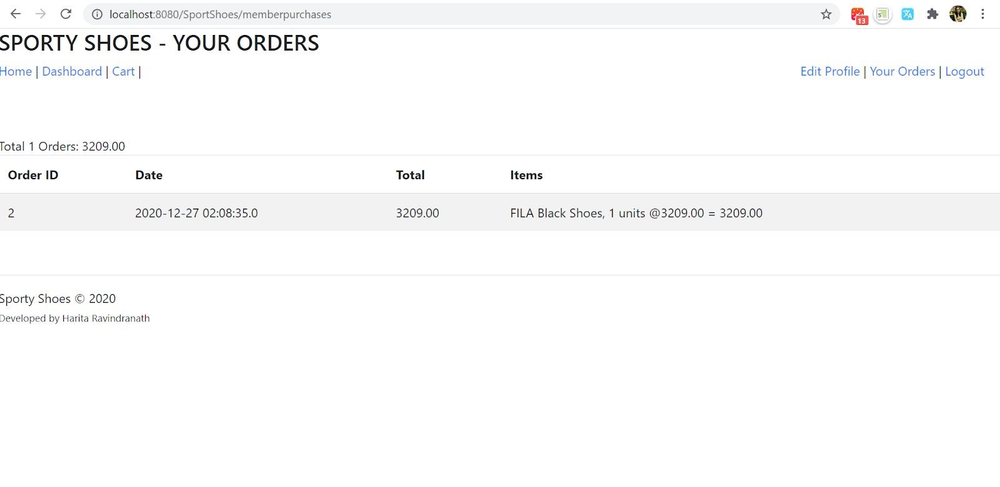 localhost:8080/SportShoes/memberpurchases
13
SPORTY SHOES - YOUR ORDERS
Home | Dashboard | Cart |
Edit Profile | Your Orders | Logout
Total 1 Orders: 3209.00
Order ID Date Total Items
2 2020-12-27 02:08:35.0 3209.00 FILA Black Shoes, 1 units @3209.00 = 3209.00
Sporty Shoes © 2020
Developed by Harita Ravindranath